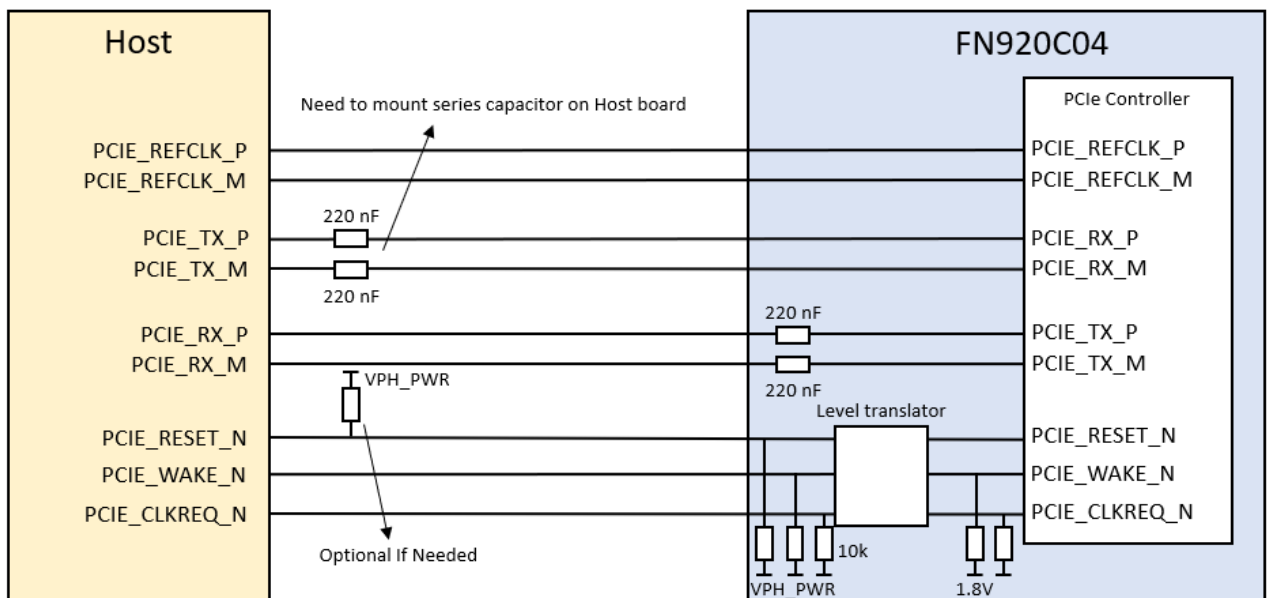 Host
FN920C04
PCIe Controller
Need to mount series capacitor on Host board
PCIE_REFCLK_P
PCIE_REFCLK_P
PCIE_REFCLK_M
PCIE_REFCLK_M
220 nF
PCIE_TX_P
PCIE_RX_P
PCIE_TX_M
PCIE_RX_M
220 nF
220 nF
PCIE_RX_P
PCIE_TX_P
PCIE_RX_M
PCIE_TX_M
VPH_PWR
220 nF
Level translator
PCIE_RESET_N
PCIE_RESET_N
PCIE_WAKE_N
PCIE_WAKE_N
PCIE_CLKREQ_N
PCIE_CLKREQ_N
Optional If Needed
10k
VPH_PWR
1.8V